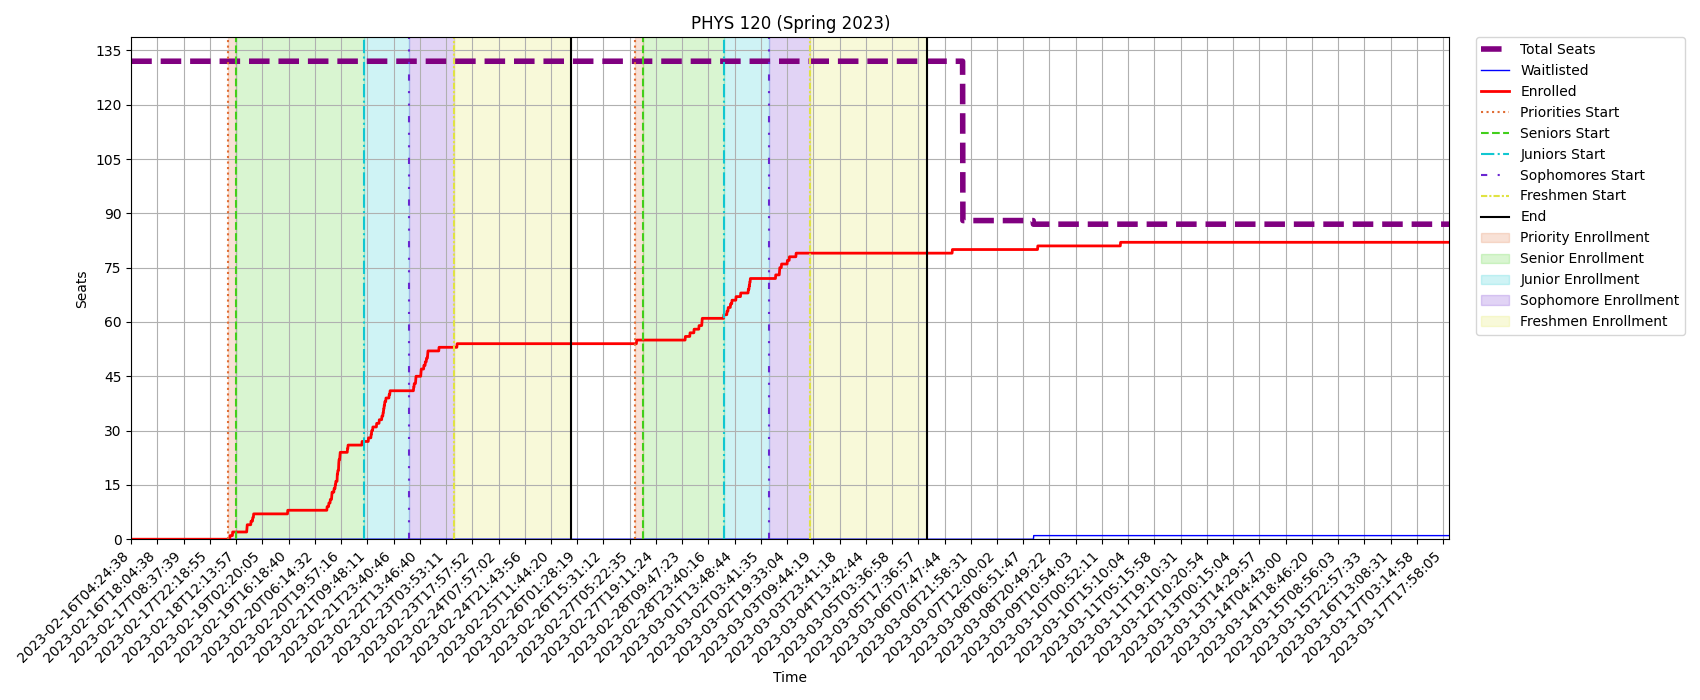 PHYS 120 (Spring 2023)
Seats
135
120
105
90
75
60
45
30
15
0
2023-02-16T04:24:38
2023-02-16T18:04:38
2023-02-17T08:37:39
2023-02-17T22:18:55
2023-02-18T12:13:57
2023-02-19T02:20:05
2023-02-19T16:18:40
2023-02-20T06:14:32
2023-02-20T19:57:16
2023-02-21T09:48:11
2023-02-21T23:40:46
2023-02-22T13:46:40
2023-02-23T03:53:11
2023-02-23T17:57:52
2023-02-24T07:57:02
2023-02-24T21:43:56
2023-02-25T11:44:20
2023-02-26T01:28:19
2023-02-26T15:31:12
2023-02-27T05:22:35
2023-02-27T19:11:24
2023-02-28T09:47:23
2023-02-28T23:40:16
2023-03-01T13:48:44
2023-03-02T03:41:35
2023-03-02T19:33:04
2023-03-03T09:44:19
2023-03-03T23:41:18
2023-03-04T13:42:44
2023-03-05T03:36:58
2023-03-05T17:36:57
2023-03-06T07:47:44
2023-03-06T21:58:31
2023-03-07T12:00:02
2023-03-08T06:51:47
2023-03-08T20:49:22
2023-03-09T10:54:03
2023-03-10T00:52:11
2023-03-10T15:10:04
2023-03-11T05:15:58
2023-03-11T19:10:31
2023-03-12T10:20:54
2023-03-13T00:15:04
2023-03-13T14:29:57
2023-03-14T04:43:00
2023-03-14T18:46:20
2023-03-15T08:56:03
2023-03-15T22:57:33
2023-03-16T13:08:31
2023-03-17T03:14:58
2023-03-17T17:58:05
Time
Total Seats
Waitlisted
Enrolled
Priorities Start
Seniors Start
Juniors Start
Sophomores Start
Freshmen Start
End
Priority Enrollment
Senior Enrollment
Junior Enrollment
Sophomore Enrollment
Freshmen Enrollment